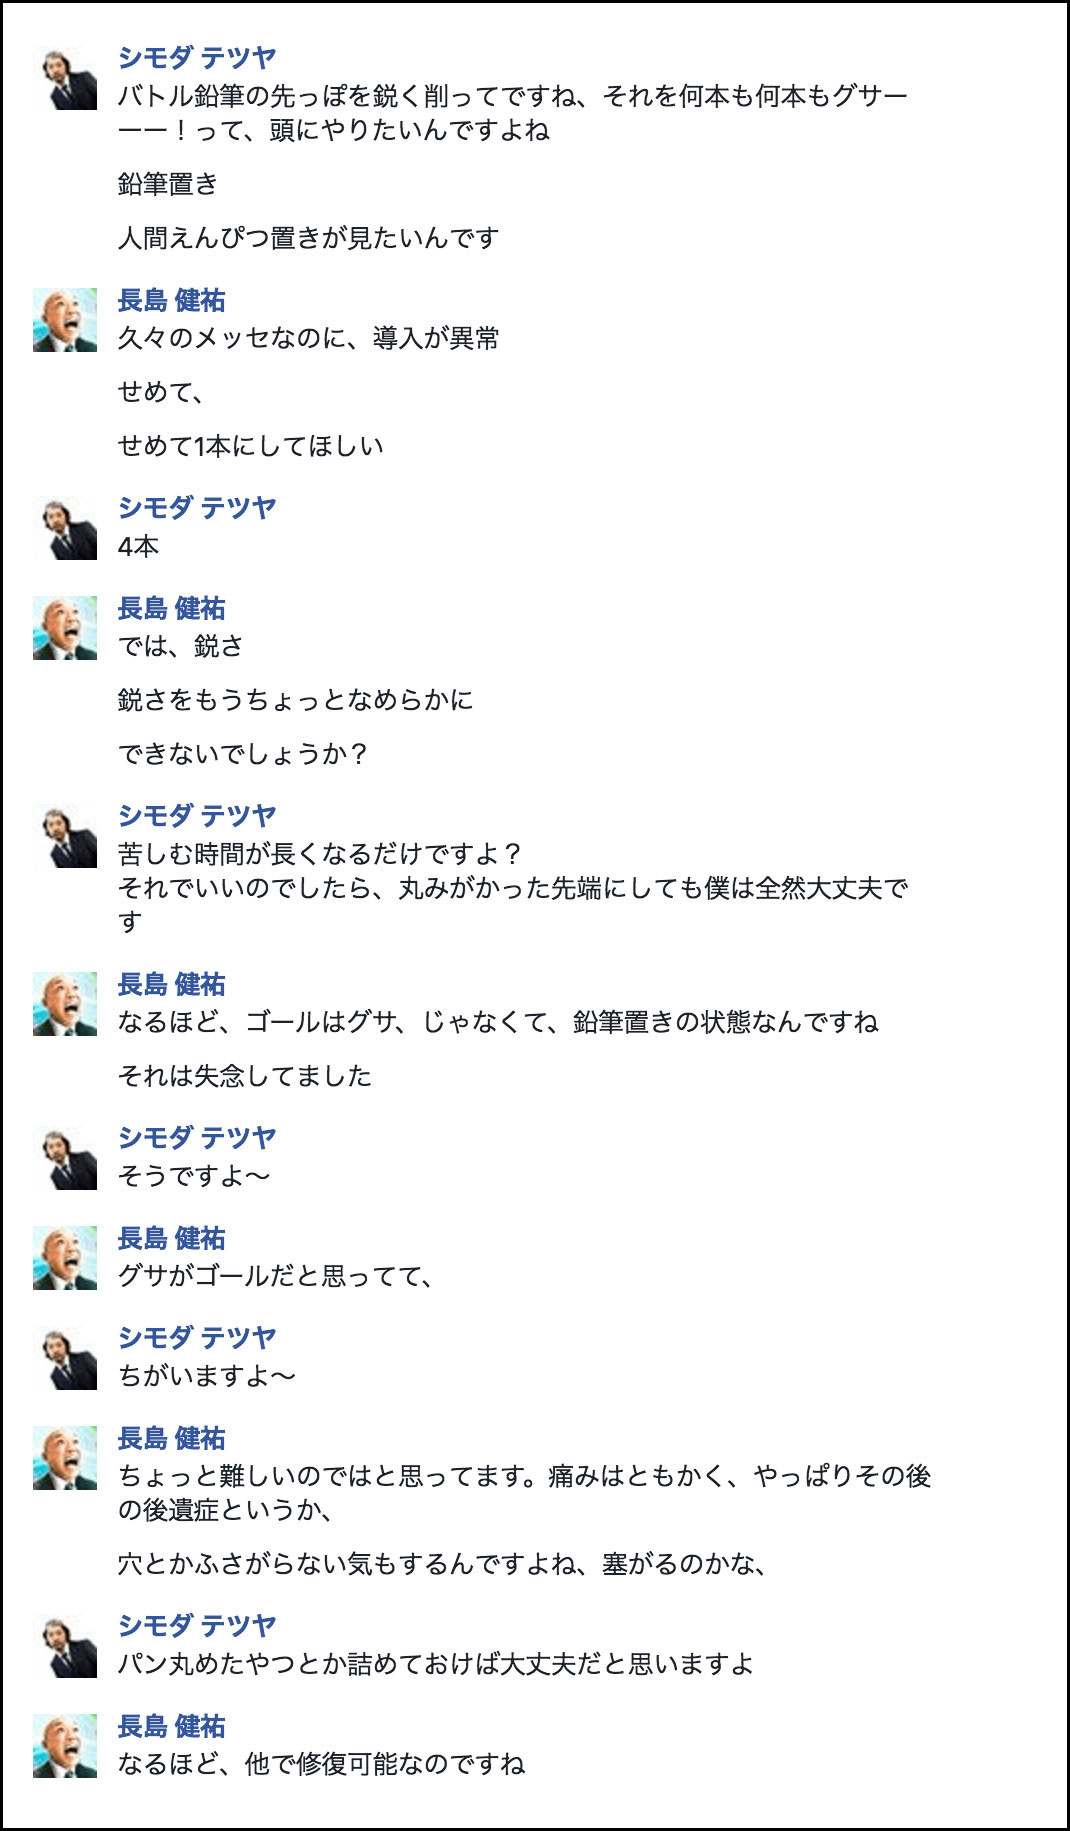 シモダ テツヤ
バトル鉛筆の先っぽを鋭く削ってですね、それを何本も何本もグサー
ーー！って、頭にやりたいんですよね
鉛筆置き
人間えんぴつ置きが見たいんです
長島 健祐
久々のメッセなのに、導入が異常
せめて、
せめて1本にしてほしい
シモダ テツヤ
4本
長島 健祐
では、鋭さ
鋭さをもうちょっとなめらかに
できないでしょうか？
シモダ テツヤ
苦しむ時間が長くなるだけですよ？
それでいいのでしたら、丸みがかった先端にしても僕は全然大丈夫で
す
長島 健祐
なるほど、ゴールはグサ、じゃなくて、鉛筆置きの状態なんですね
それは失念してました
シモダ テツヤ
そうですよ〜
長島 健祐
グサがゴールだと思ってて、
シモダ テツヤ
ちがいますよ〜
長島 健祐
ちょっと難しいのではと思ってます。痛みはともかく、やっぱりその後
の後遺症というか、
穴とかふさがらない気もするんですよね、塞がるのかな、
シモダ テツヤ
パン丸めたやつとか詰めておけば大丈夫だと思いますよ
長島 健祐
なるほど、他で修復可能なのですね